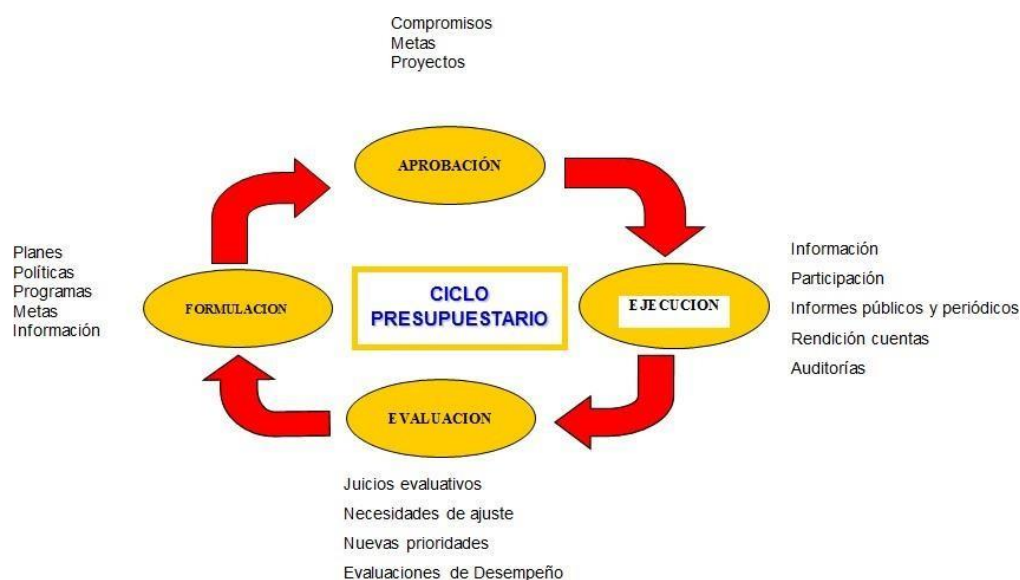 Compromisos
Metas
Proyectos
APROBACIÓN
Planes
Políticas
Programas
Metas
Información
FORMULACION
CICLO
PRESUPUESTARIO
EJECUCION
Información
Participación
Informes públicos y periódicos
Rendición cuentas
Auditorías
EVALUACION
Juicios evaluativos
Necesidades de ajuste
Nuevas prioridades
Evaluaciones de Desempeño